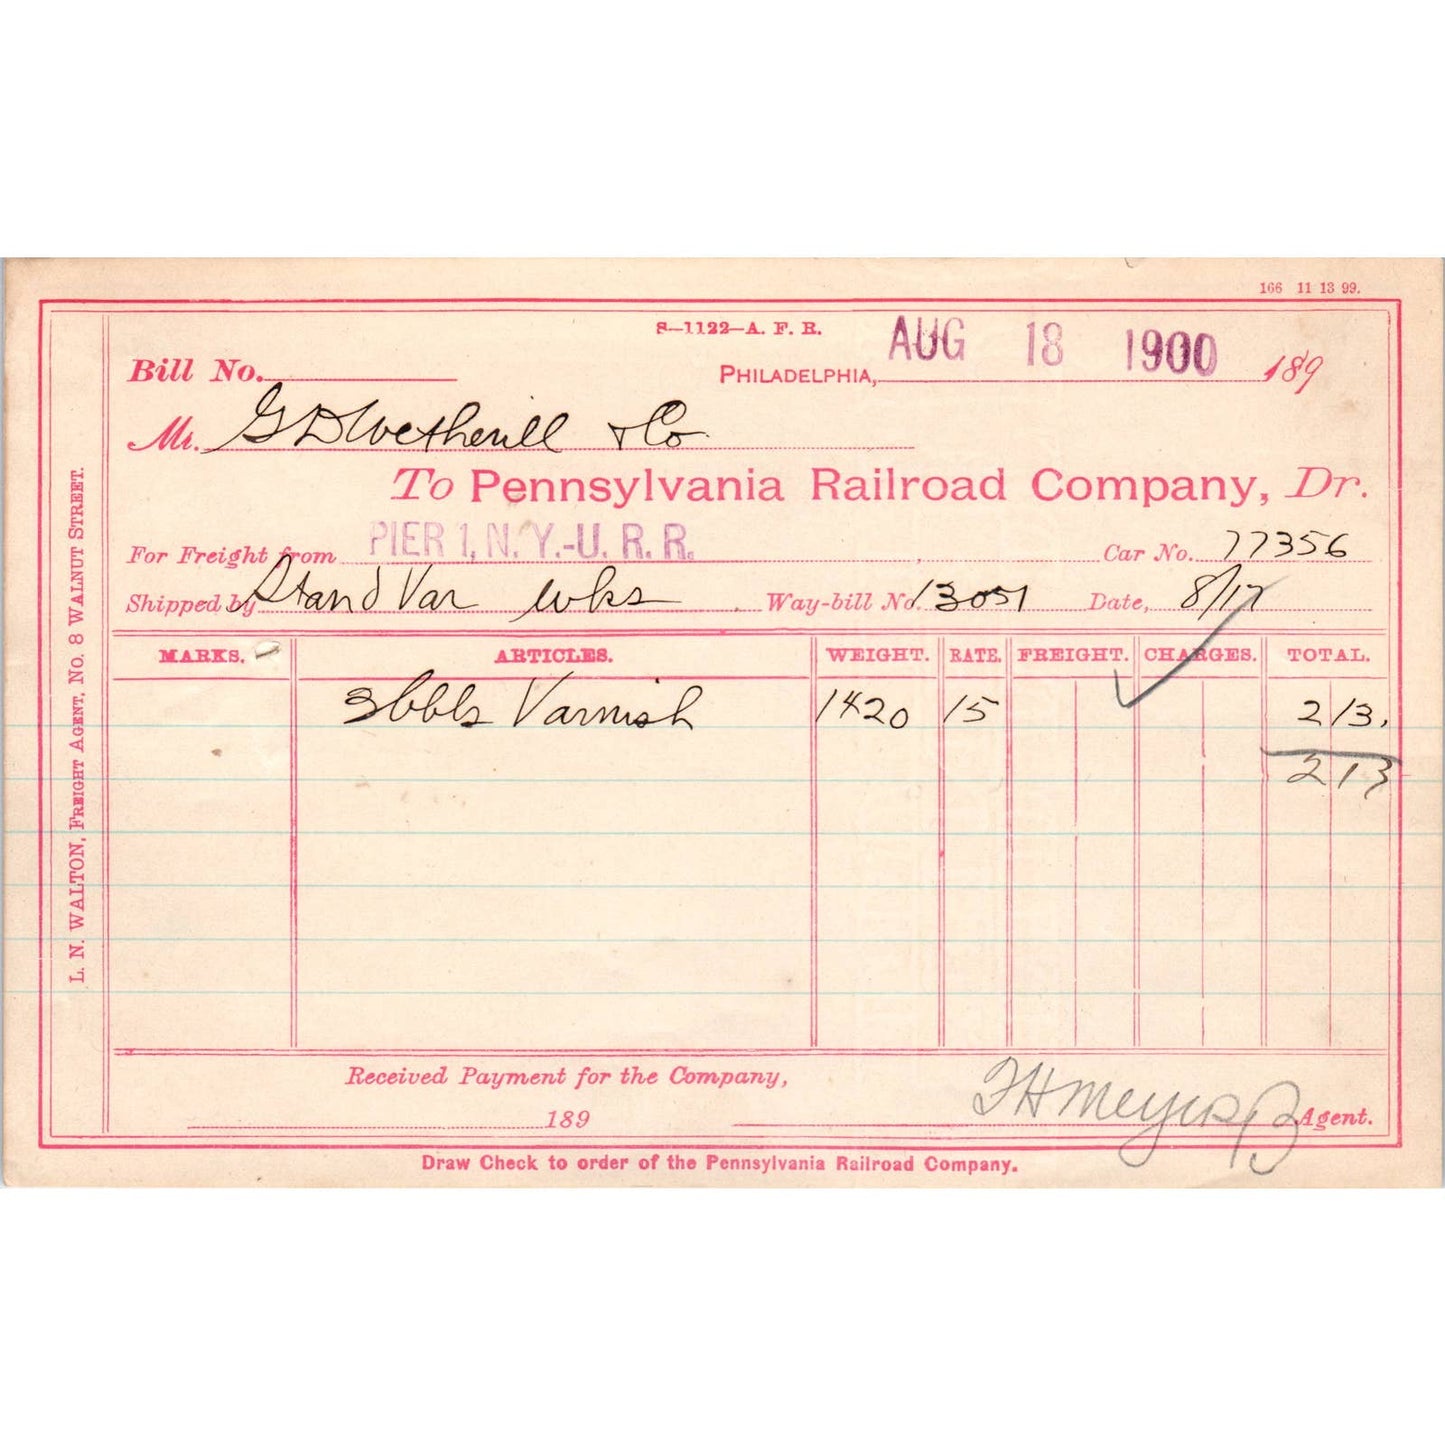 166 11 13 99.
S—1122—A. F. R.
Bill No. PHILADELPHIA, AUG 18 1900 189
Mr. G D Wetherill & Co
To Pennsylvania Railroad Company, Dr.
For Freight from PIER 1, N. Y.-U. R. R. Car No. 77356
Shipped by Stand Var Wks Way-bill No. 13051 Date, 8/17
MARKS. ARTICLES. WEIGHT. RATE. FREIGHT. CHARGES. TOTAL.
3 bbls Varnish 1420 15 2 13.
2 13
Received Payment for the Company,
189 Agent.
Draw Check to order of the Pennsylvania Railroad Company.
L. N. WALTON, FREIGHT AGENT, NO. 8 WALNUT STREET.